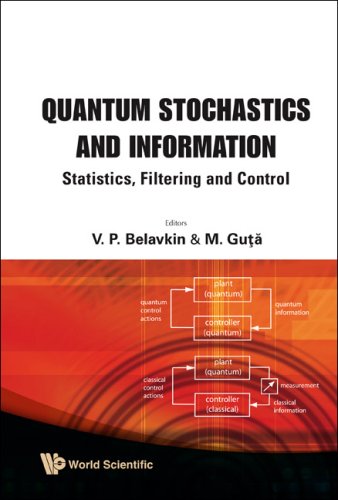 QUANTUM STOCHASTICS
AND INFORMATION
Statistics, Filtering and Control
Editors
V. P. Belavkin & M. Guţă
plant
(quantum)
quantum
control
actions
quantum
information
controller
(quantum)
plant
(quantum)
classical
control
actions
measurement
controller
(classical)
classical
information
World Scientific